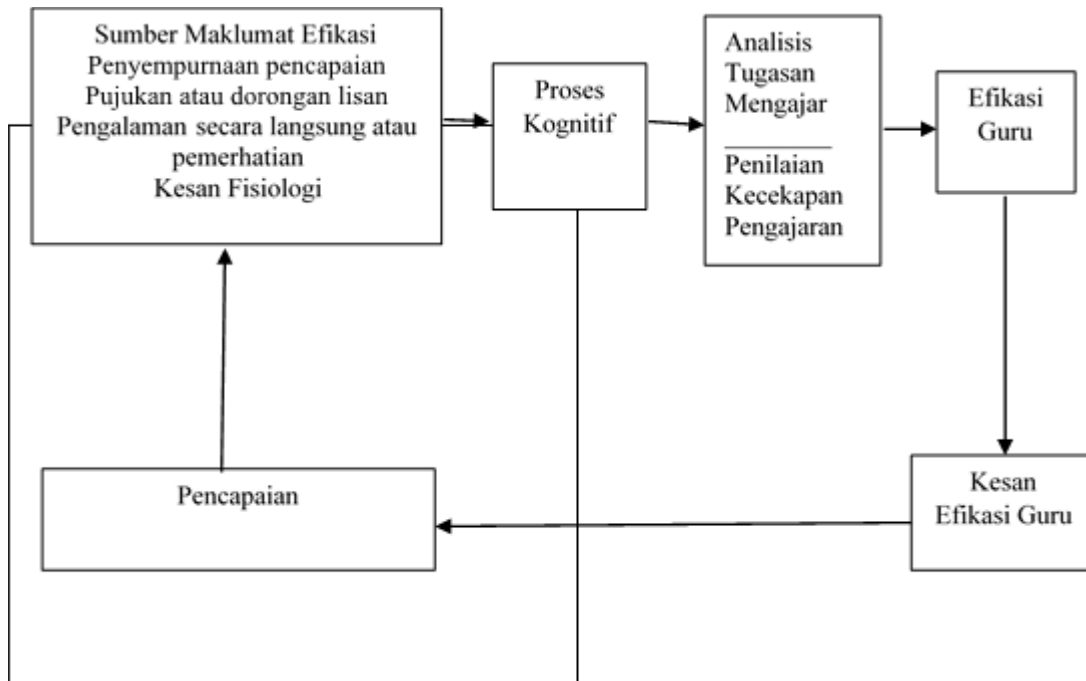 Sumber Maklumat Efikasi
Penyempurnaan pencapaian
Pujukan atau dorongan lisan
Pengalaman secara langsung atau
pemerhatian
Kesan Fisiologi
Proses
Kognitif
Analisis
Tugasan
Mengajar
Penilaian
Kecekapan
Pengajaran
Efikasi
Guru
Kesan
Efikasi Guru
Pencapaian